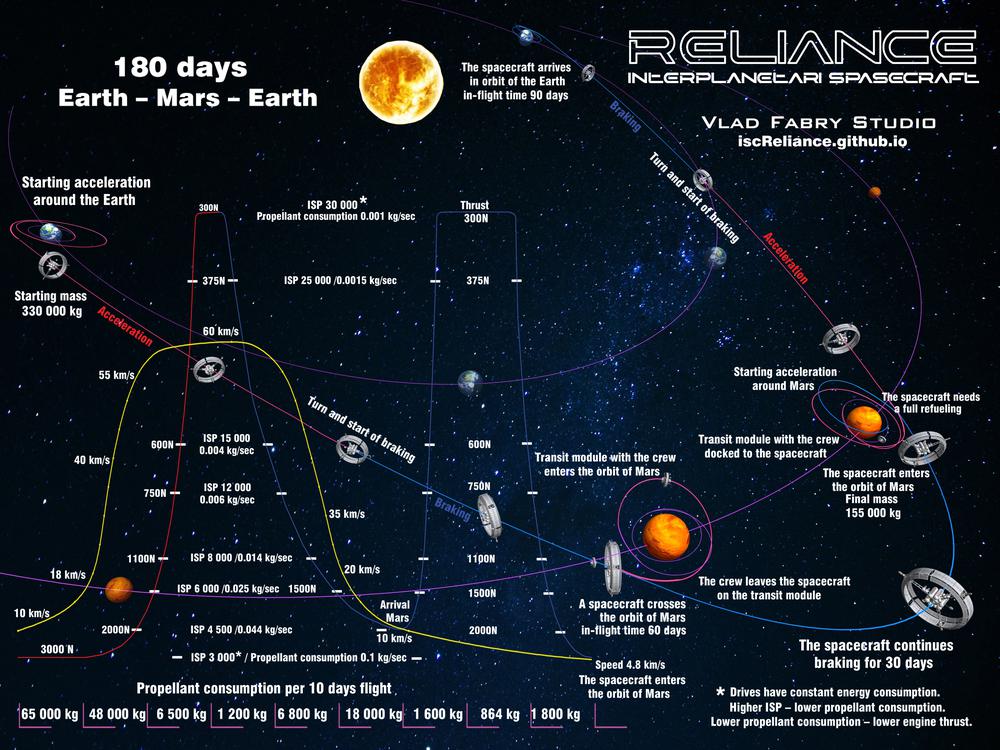 180 days
Earth – Mars – Earth
The spacecraft arrives
in orbit of the Earth
in-flight time 90 days
RELIANCE
INTERPLANETARI SPASECRAFT
VLAD FABRY STUDIO
iscReliance.github.io
Braking
Turn and start of braking
Acceleration
Starting acceleration
around the Earth
Starting mass
330 000 kg
Acceleration
300N
ISP 30 000 *
Propellant consumption 0.001 kg/sec
Thrust
300N
375N
ISP 25 000 /0.0015 kg/sec
375N
60 km/s
55 km/s
Turn and start of braking
Starting acceleration
around Mars
The spacecraft needs
a full refueling
600N
ISP 15 000
0.004 kg/sec
600N
Transit module with the crew
docked to the spacecraft
40 km/s
Transit module with the crew
enters the orbit of Mars
The spacecraft enters
the orbit of Mars
Final mass
155 000 kg
750N
ISP 12 000
0.006 kg/sec
750N
Braking
35 km/s
1100N
ISP 8 000 /0.014 kg/sec
1100N
18 km/s
20 km/s
ISP 6 000 /0.025 kg/sec
1500N
1500N
The crew leaves the spacecraft
on the transit module
10 km/s
Arrival
Mars
10 km/s
A spacecraft crosses
the orbit of Mars
in-flight time 60 days
2000N
ISP 4 500 /0.044 kg/sec
2000N
3000 N
ISP 3 000* / Propellant consumption 0.1 kg/sec
Speed 4.8 km/s
The spacecraft enters
the orbit of Mars
The spacecraft continues
braking for 30 days
Propellant consumption per 10 days flight
65 000 kg 48 000 kg 6 500 kg 1 200 kg 6 800 kg 18 000 kg 1 600 kg 864 kg 1 800 kg
* Drives have constant energy consumption.
Higher ISP – lower propellant consumption.
Lower propellant consumption – lower engine thrust.